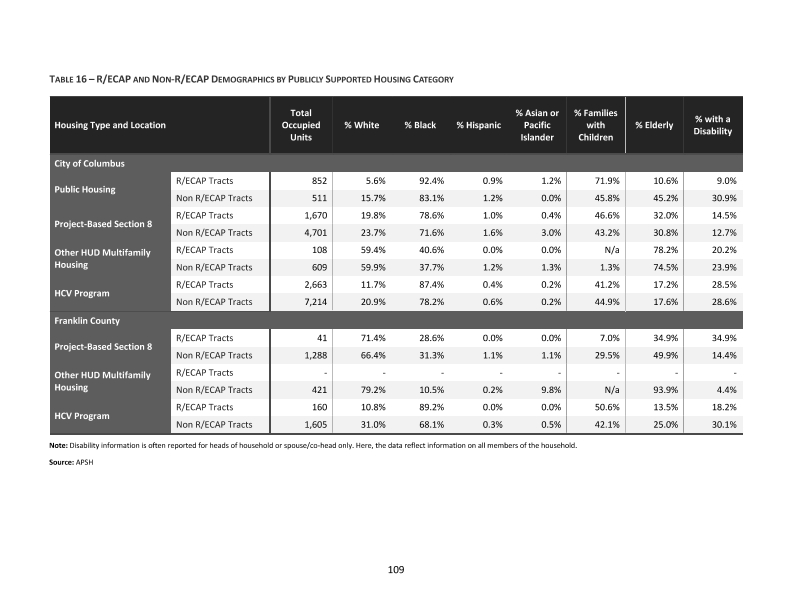 TABLE 16 – R/ECAP AND NON-R/ECAP DEMOGRAPHICS BY PUBLICLY SUPPORTED HOUSING CATEGORY
Housing Type and Location Total Occupied Units % White % Black % Hispanic % Asian or Pacific Islander % Families with Children % Elderly % with a Disability
City of Columbus
Public Housing R/ECAP Tracts 852 5.6% 92.4% 0.9% 1.2% 71.9% 10.6% 9.0%
Non R/ECAP Tracts 511 15.7% 83.1% 1.2% 0.0% 45.8% 45.2% 30.9%
Project-Based Section 8 R/ECAP Tracts 1,670 19.8% 78.6% 1.0% 0.4% 46.6% 32.0% 14.5%
Non R/ECAP Tracts 4,701 23.7% 71.6% 1.6% 3.0% 43.2% 30.8% 12.7%
Other HUD Multifamily Housing R/ECAP Tracts 108 59.4% 40.6% 0.0% 0.0% N/a 78.2% 20.2%
Non R/ECAP Tracts 609 59.9% 37.7% 1.2% 1.3% 1.3% 74.5% 23.9%
HCV Program R/ECAP Tracts 2,663 11.7% 87.4% 0.4% 0.2% 41.2% 17.2% 28.5%
Non R/ECAP Tracts 7,214 20.9% 78.2% 0.6% 0.2% 44.9% 17.6% 28.6%
Franklin County
Project-Based Section 8 R/ECAP Tracts 41 71.4% 28.6% 0.0% 0.0% 7.0% 34.9% 34.9%
Non R/ECAP Tracts 1,288 66.4% 31.3% 1.1% 1.1% 29.5% 49.9% 14.4%
Other HUD Multifamily Housing R/ECAP Tracts - - - - - - - -
Non R/ECAP Tracts 421 79.2% 10.5% 0.2% 9.8% N/a 93.9% 4.4%
HCV Program R/ECAP Tracts 160 10.8% 89.2% 0.0% 0.0% 50.6% 13.5% 18.2%
Non R/ECAP Tracts 1,605 31.0% 68.1% 0.3% 0.5% 42.1% 25.0% 30.1%
Note: Disability information is often reported for heads of household or spouse/co-head only. Here, the data reflect information on all members of the household.
Source: APSH
109